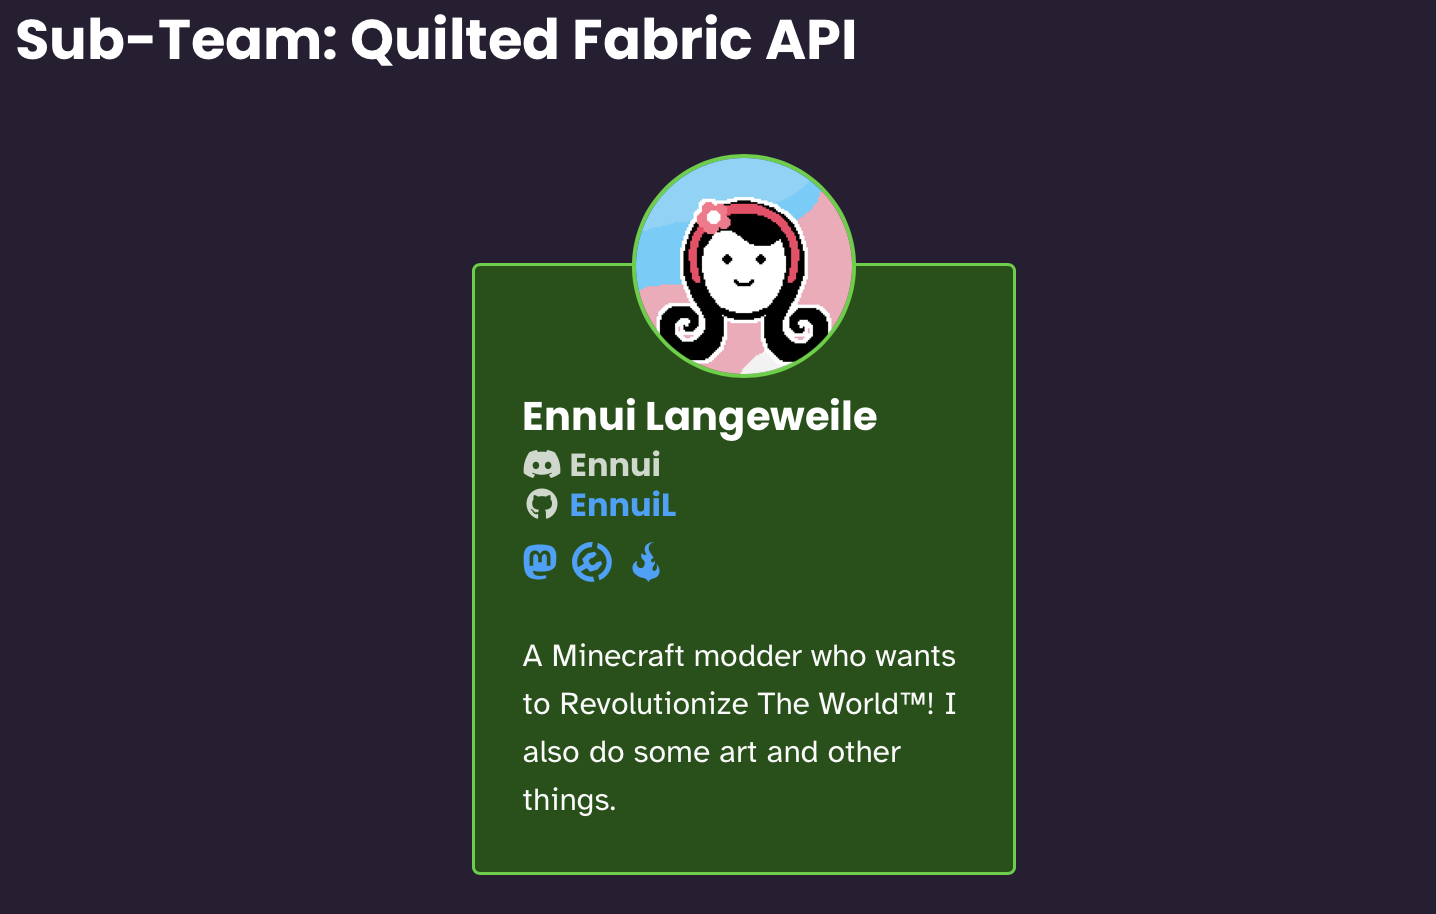 Sub-Team: Quilted Fabric API
Ennui Langeweile
Ennui
EnnuiL
A Minecraft modder who wants
to Revolutionize The World™! I
also do some art and other
things.